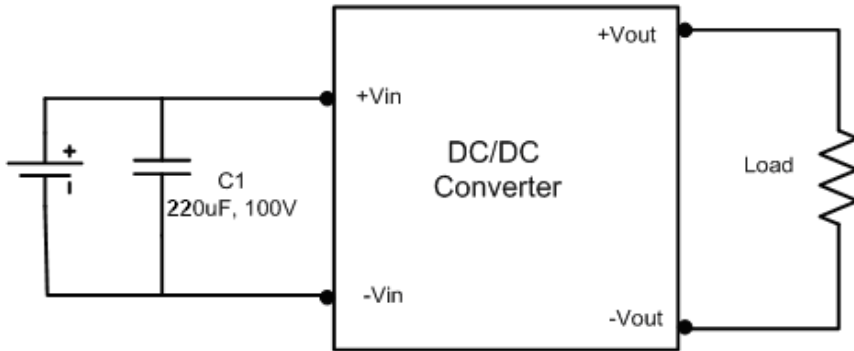 +Vout
+Vin
DC/DC
Converter
Load
+
-
C1
220uF, 100V
-Vin
-Vout